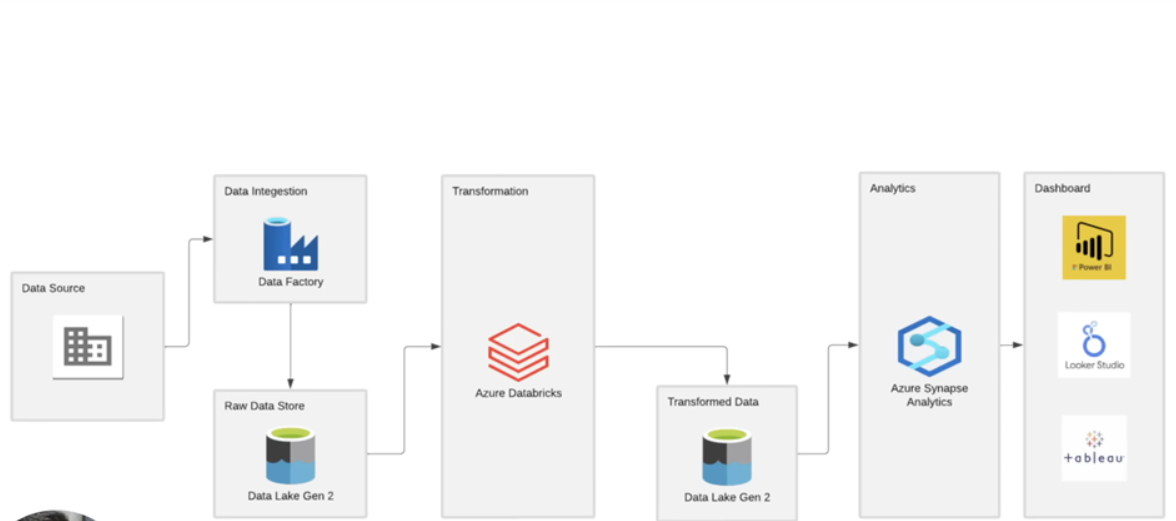 Data Source
Data Integestion
Data Factory
Raw Data Store
Data Lake Gen 2
Transformation
Azure Databricks
Transformed Data
Data Lake Gen 2
Analytics
Azure Synapse
Analytics
Dashboard
Power BI
Looker Studio
+ableau